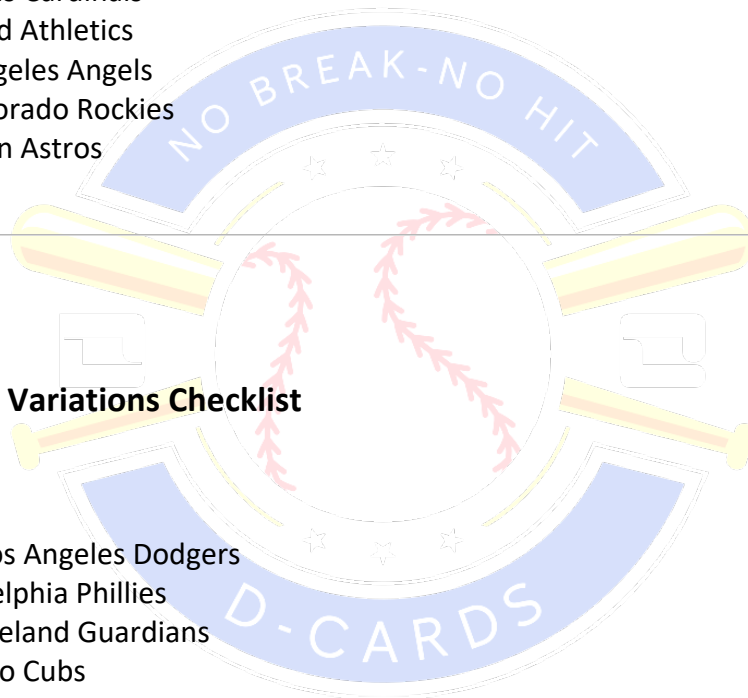 d Athletics
geles Angels
orado Rockies
n Astros
NO BREAK-NO HIT
Variations Checklist
os Angeles Dodgers
elphia Phillies
eland Guardians
o Cubs
D-CARDS